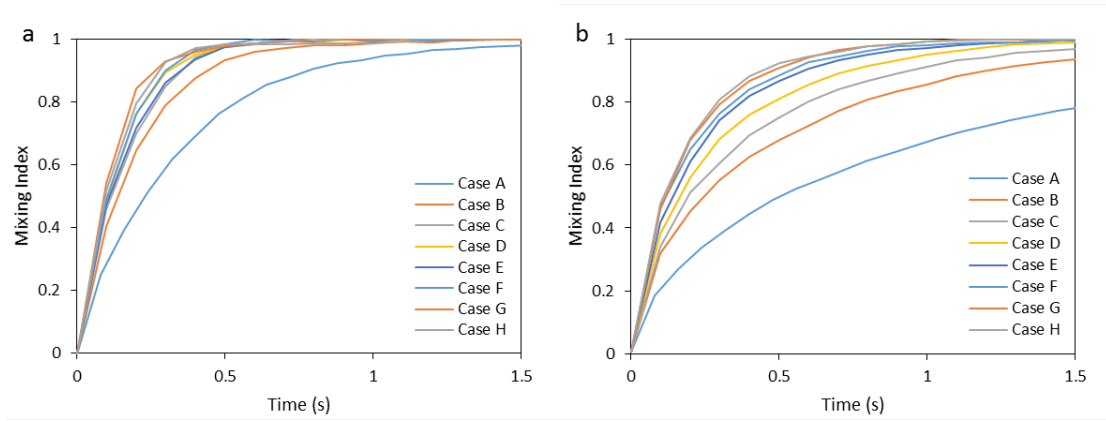 a
Mixing Index
1
0.8
0.6
0.4
0.2
0
0
0.5
1
1.5
Time (s)
Case A
Case B
Case C
Case D
Case E
Case F
Case G
Case H
b
Mixing Index
1
0.8
0.6
0.4
0.2
0
0
0.5
1
1.5
Time (s)
Case A
Case B
Case C
Case D
Case E
Case F
Case G
Case H